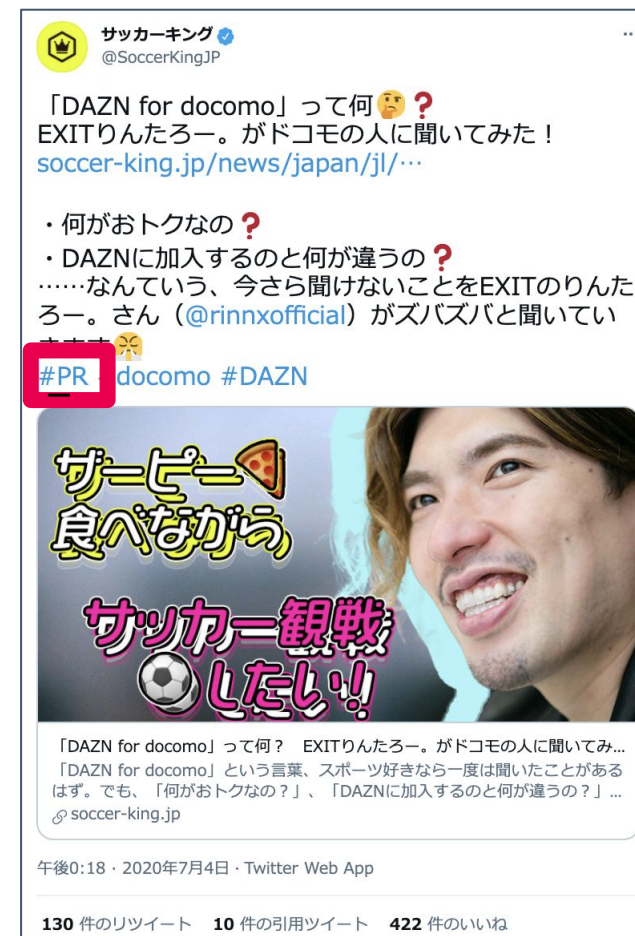 サッカーキング
@SoccerKingJP
「DAZN for docomo」って何🤔❓
EXITりんたろー。がドコモの人に聞いてみた！
soccer-king.jp/news/japan/jl/…
・何がおトクなの❓
・DAZNに加入するのと何が違うの❓
……なんていう、今さら聞けないことをEXITのりんた
ろー。さん（@rinnxofficial）がズバズバと聞いてい
#PR docomo #DAZN
ザーピー🍕
食べながら、
サッカー観戦
⚽したい!!
「DAZN for docomo」って何？　EXITりんたろー。がドコモの人に聞いてみ...
「DAZN for docomo」という言葉、スポーツ好きなら一度は聞いたことがある
はず。でも、「何がおトクなの？」、「DAZNに加入するのと何が違うの？」...
soccer-king.jp
午後0:18 · 2020年7月4日 · Twitter Web App
130 件のリツイート 10 件の引用ツイート 422 件のいいね